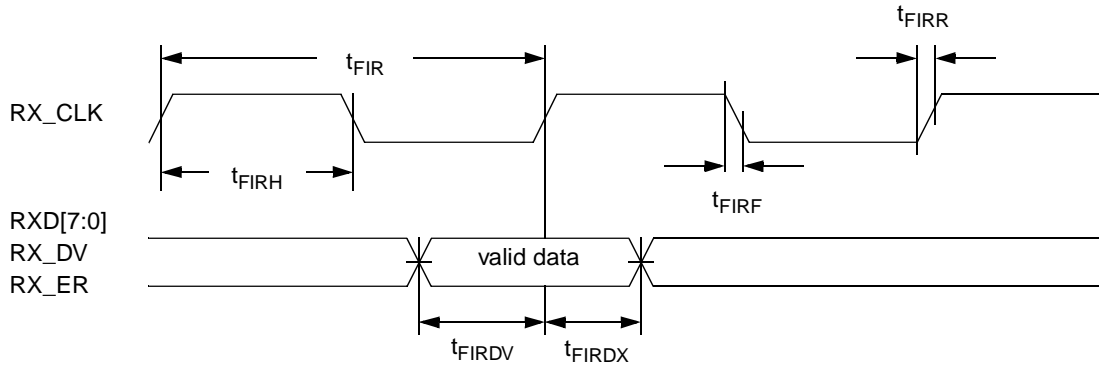 tFIRR
tFIR
RX_CLK
tFIRH
tFIRF
RXD[7:0]
RX_DV
valid data
RX_ER
tFIRDV
tFIRDX